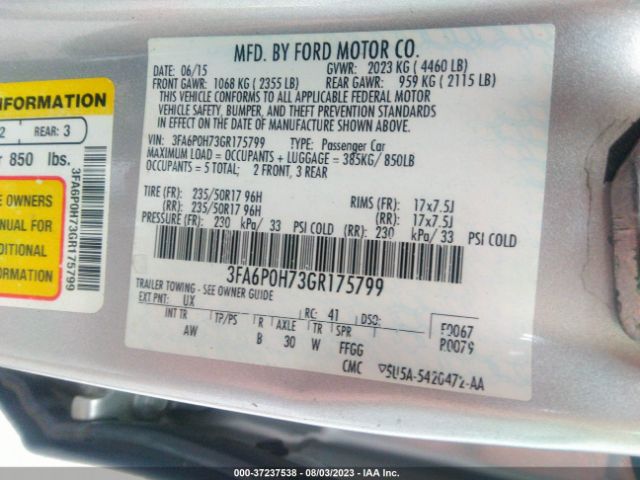 MFD. BY FORD MOTOR CO.
DATE: 06/15 GVWR: 2023 KG ( 4460 LB)
FRONT GAWR: 1068 KG ( 2355 LB) REAR GAWR: 959 KG ( 2115 LB)
THIS VEHICLE CONFORMS TO ALL APPLICABLE FEDERAL MOTOR
VEHICLE SAFETY, BUMPER, AND THEFT PREVENTION STANDARDS
IN EFFECT ON THE DATE OF MANUFACTURE SHOWN ABOVE.
VIN: 3FA6P0H73GR175799 TYPE: Passenger Car
MAXIMUM LOAD = OCCUPANTS + LUGGAGE = 385KG/ 850LB
OCCUPANTS = 5 TOTAL; 2 FRONT, 3 REAR
TIRE (FR): 235/50R17 96H RIMS (FR): 17x7.5J
(RR): 235/50R17 96H (RR): 17x7.5J
PRESSURE (FR): 230 kPa/ 33 PSI COLD (RR): 230 kPa/ 33
PSI COLD
3FA6P0H73GR175799
TRAILER TOWING - SEE OWNER GUIDE
EXT PNT: UX RC: 41 DSO:
INT TR TP/PS R AXLE TR SPR
AW B 30 W FFGG
F0067
P0079
CMC
5U5A-5420472-AA
INFORMATION
2 REAR: 3
r 850 lbs.
E OWNERS
ANUAL FOR
DITIONAL
ORMATION
3FA6P0H73GR175799
000-37237538 - 08/03/2023 - IAA Inc.